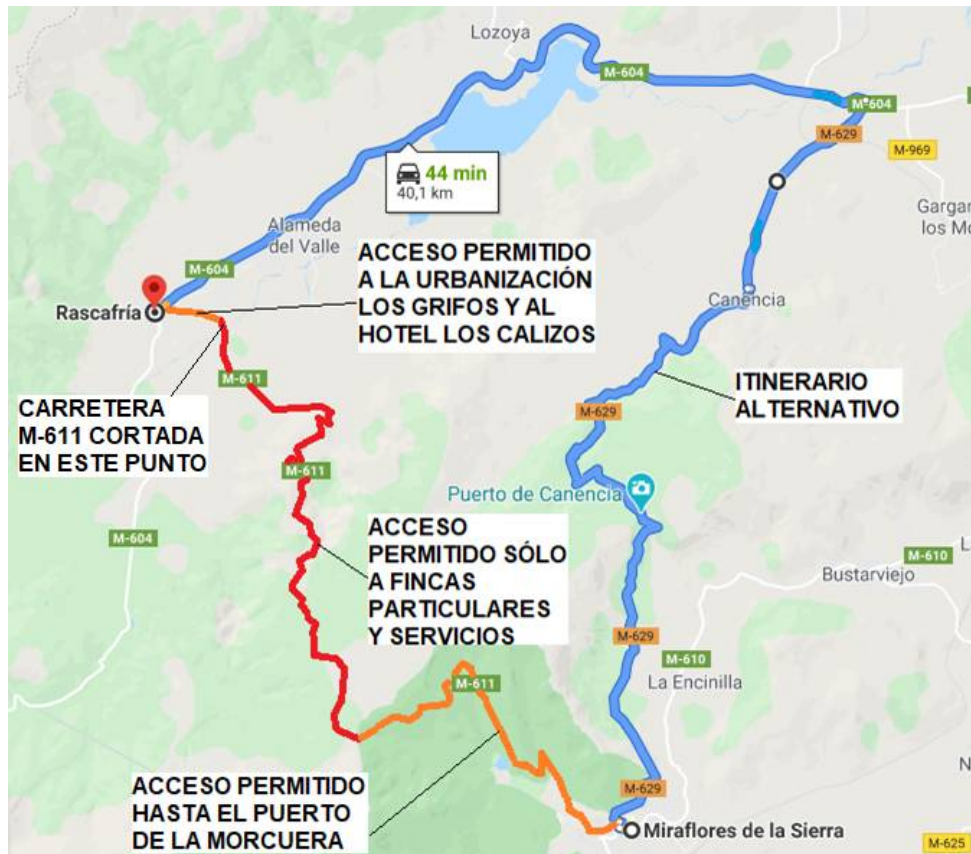 Lozoya
M-604
M-604
M-629
M-969
44 min
40,1 km
Gargan
los Mo
Alameda
del Valle
M-604
ACCESO PERMITIDO
A LA URBANIZACIÓN
LOS GRIFOS Y AL
HOTEL LOS CALIZOS
Rascafría
Canencia
M-611
CARRETERA
M-611 CORTADA
EN ESTE PUNTO
ITINERARIO
ALTERNATIVO
M-629
M-611
Puerto de Canencia
M-604
ACCESO
PERMITIDO SÓLO
A FINCAS
PARTICULARES
Y SERVICIOS
M-610
Bustarviejo
M-629
M-610
La Encinilla
M-611
ACCESO PERMITIDO
HASTA EL PUERTO
DE LA MORCUERA
M-629
Miraflores de la Sierra
M-625